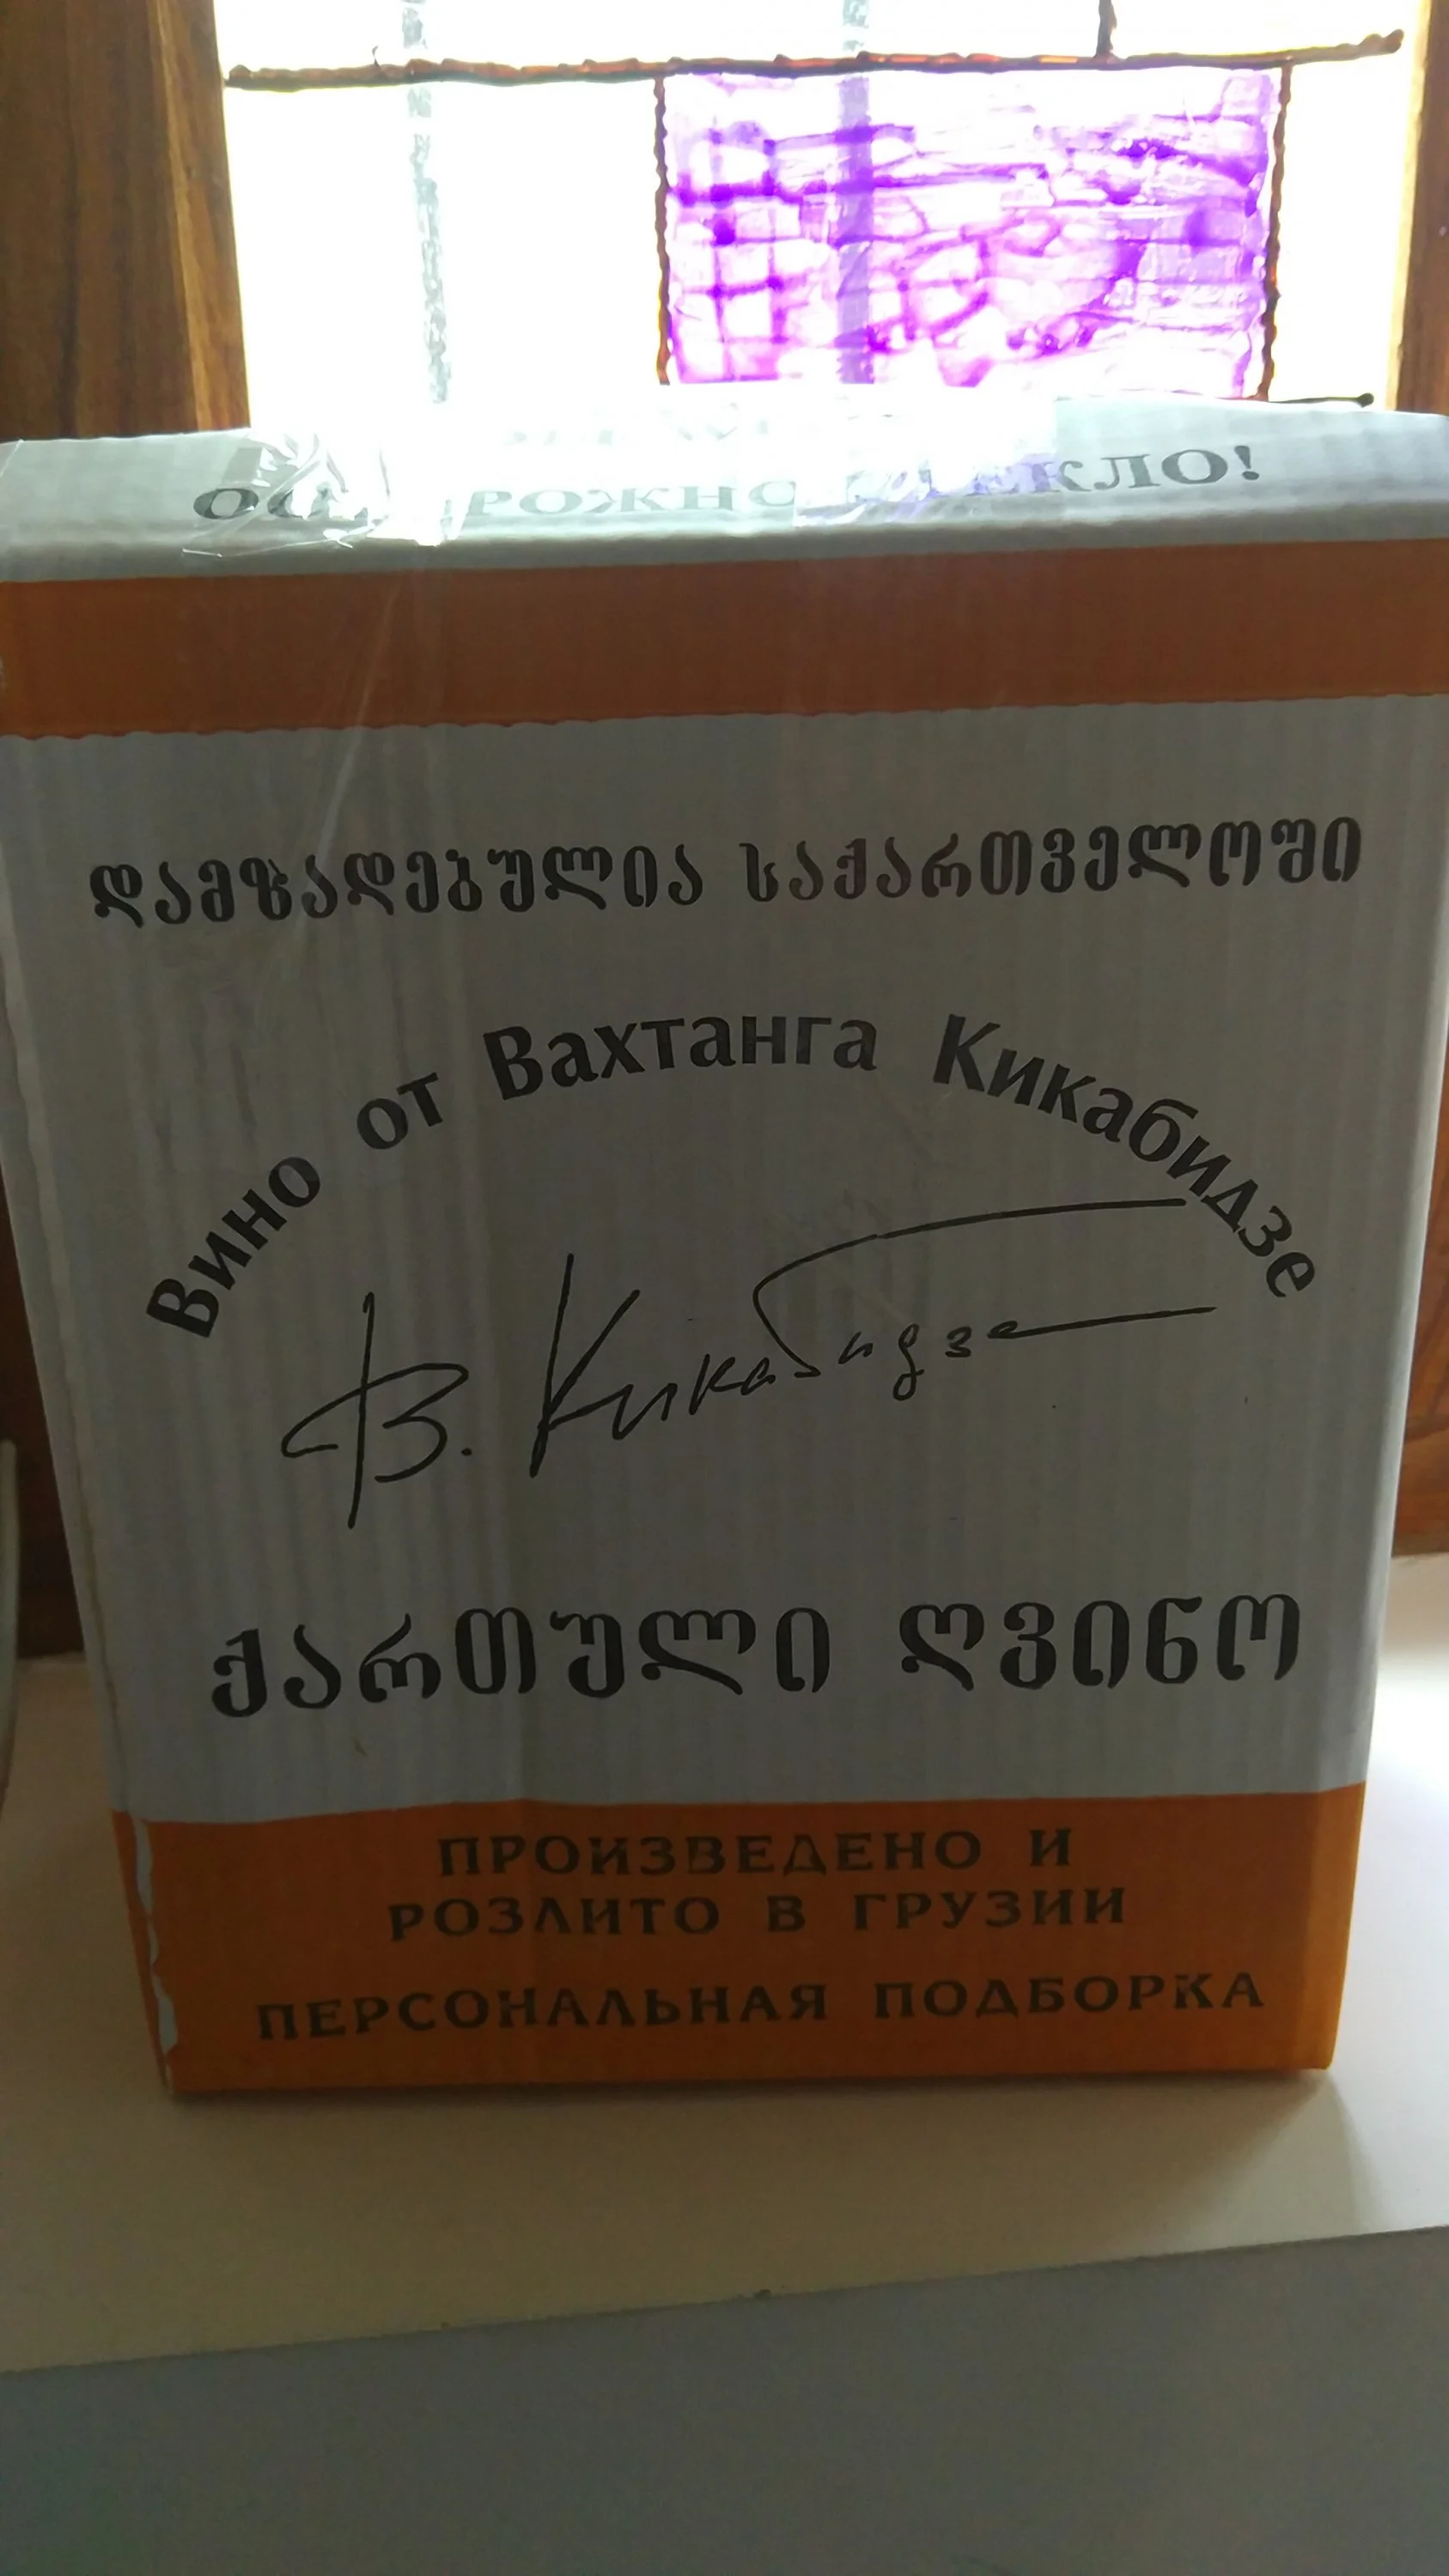 ОСТОРОЖНО СТЕКЛО!
დამზადებულია საქართველოში
Вино от Вахтанга Кикабидзе
В. Кикабидзе
ქართული ღვინო
ПРОИЗВЕДЕНО И
РОЗЛИТО В ГРУЗИИ
ПЕРСОНАЛЬНАЯ ПОДБОРКА